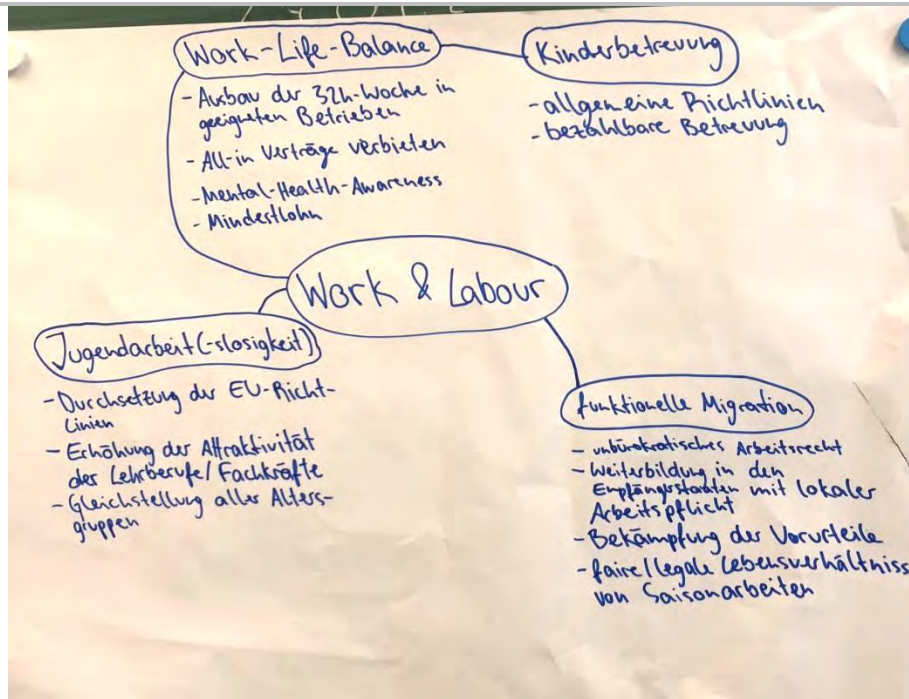 Work-Life-Balance
- Ausbau der 32h-Woche in
geeigneten Betrieben
- All-in Verträge verbieten
- Mental-Health-Awareness
- Mindestlohn
Kinderbetreuung
- allgemeine Richtlinien
- bezahlbare Betreuung
Work & Labour
Jugendarbeit(-slosigkeit)
- Durchsetzung der EU-Richt-
linien
- Erhöhung der Attraktivität
der Lehrberufe/Fachkräfte
- Gleichstellung aller Alters-
gruppen
funktionelle Migration
- unbürokratisches Arbeitsrecht
- Weiterbildung in den
Empfängerstaaten mit lokaler
Arbeitspflicht
- Bekämpfung der Vorurteile
- faire/legale Lebensverhältniss
von Saisonarbeiten